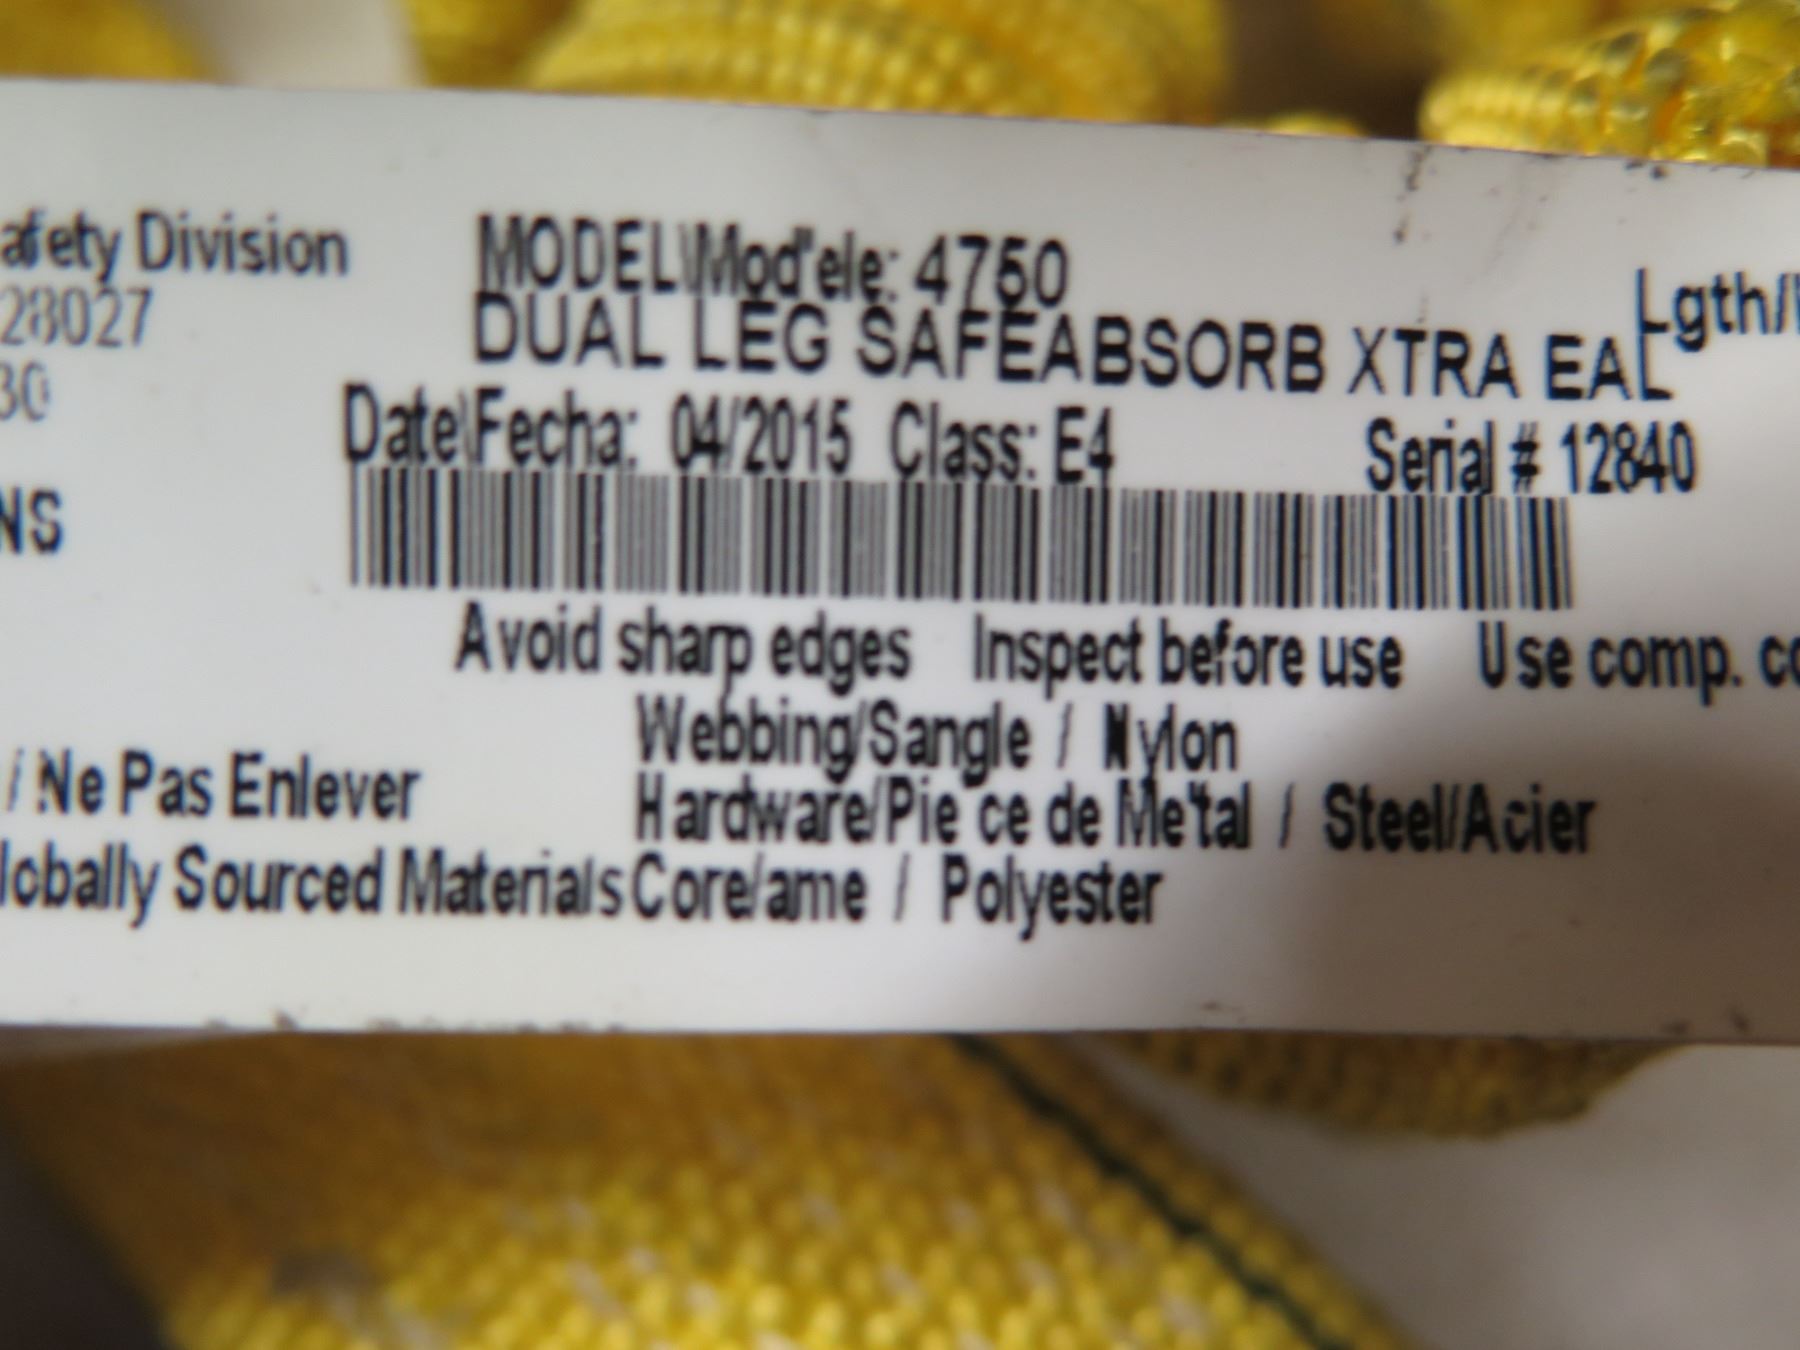 afety Division
28027
30
NS
/ Ne Pas Enlever
lobally Sourced Materials
MODEL\Mod'ele: 4750
DUAL LEG SAFEABSORB XTRA EAL
Lgth/
Date\Fecha: 04/2015 Class: E4 Serial # 12840
Avoid sharp edges Inspect before use Use comp. co
Webbing/Sangle / Nylon
Hardware/Pie`ce de Me'tal / Steel/Acier
Core/ame / Polyester